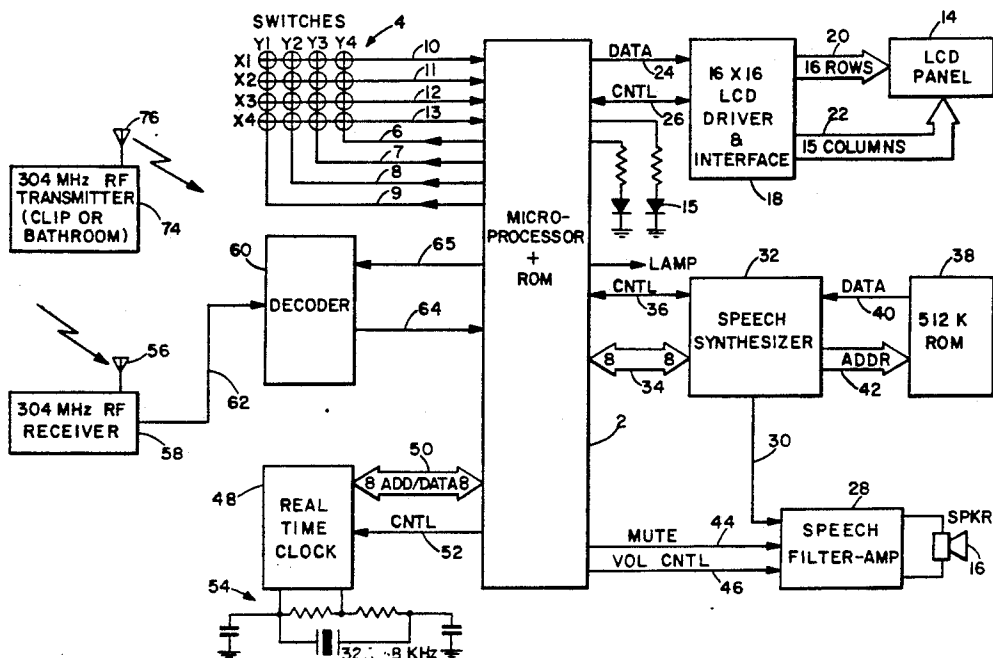 SWITCHES
Y1 Y2 Y3 Y4
4
X1
X2
X3
X4
10
11
12
13
6
7
8
9
76
304 MHz RF
TRANSMITTER
(CLIP OR
BATHROOM)
74
56
304 MHz RF
RECEIVER
58
62
60
DECODER
65
64
48
REAL
TIME
CLOCK
50
8 ADD/DATA 8
CNTL
52
54
MICRO-
PROCESSOR
+
ROM
2
DATA
24
CNTL
26
15
LAMP
16 X 16
LCD
DRIVER
&
INTERFACE
18
20
16 ROWS
22
15 COLUMNS
14
LCD
PANEL
CNTL
36
8 8
34
32
SPEECH
SYNTHESIZER
DATA
40
ADDR
42
38
512 K
ROM
30
MUTE
44
VOL CNTL
46
28
SPEECH
FILTER-AMP
SPKR
16
KHz